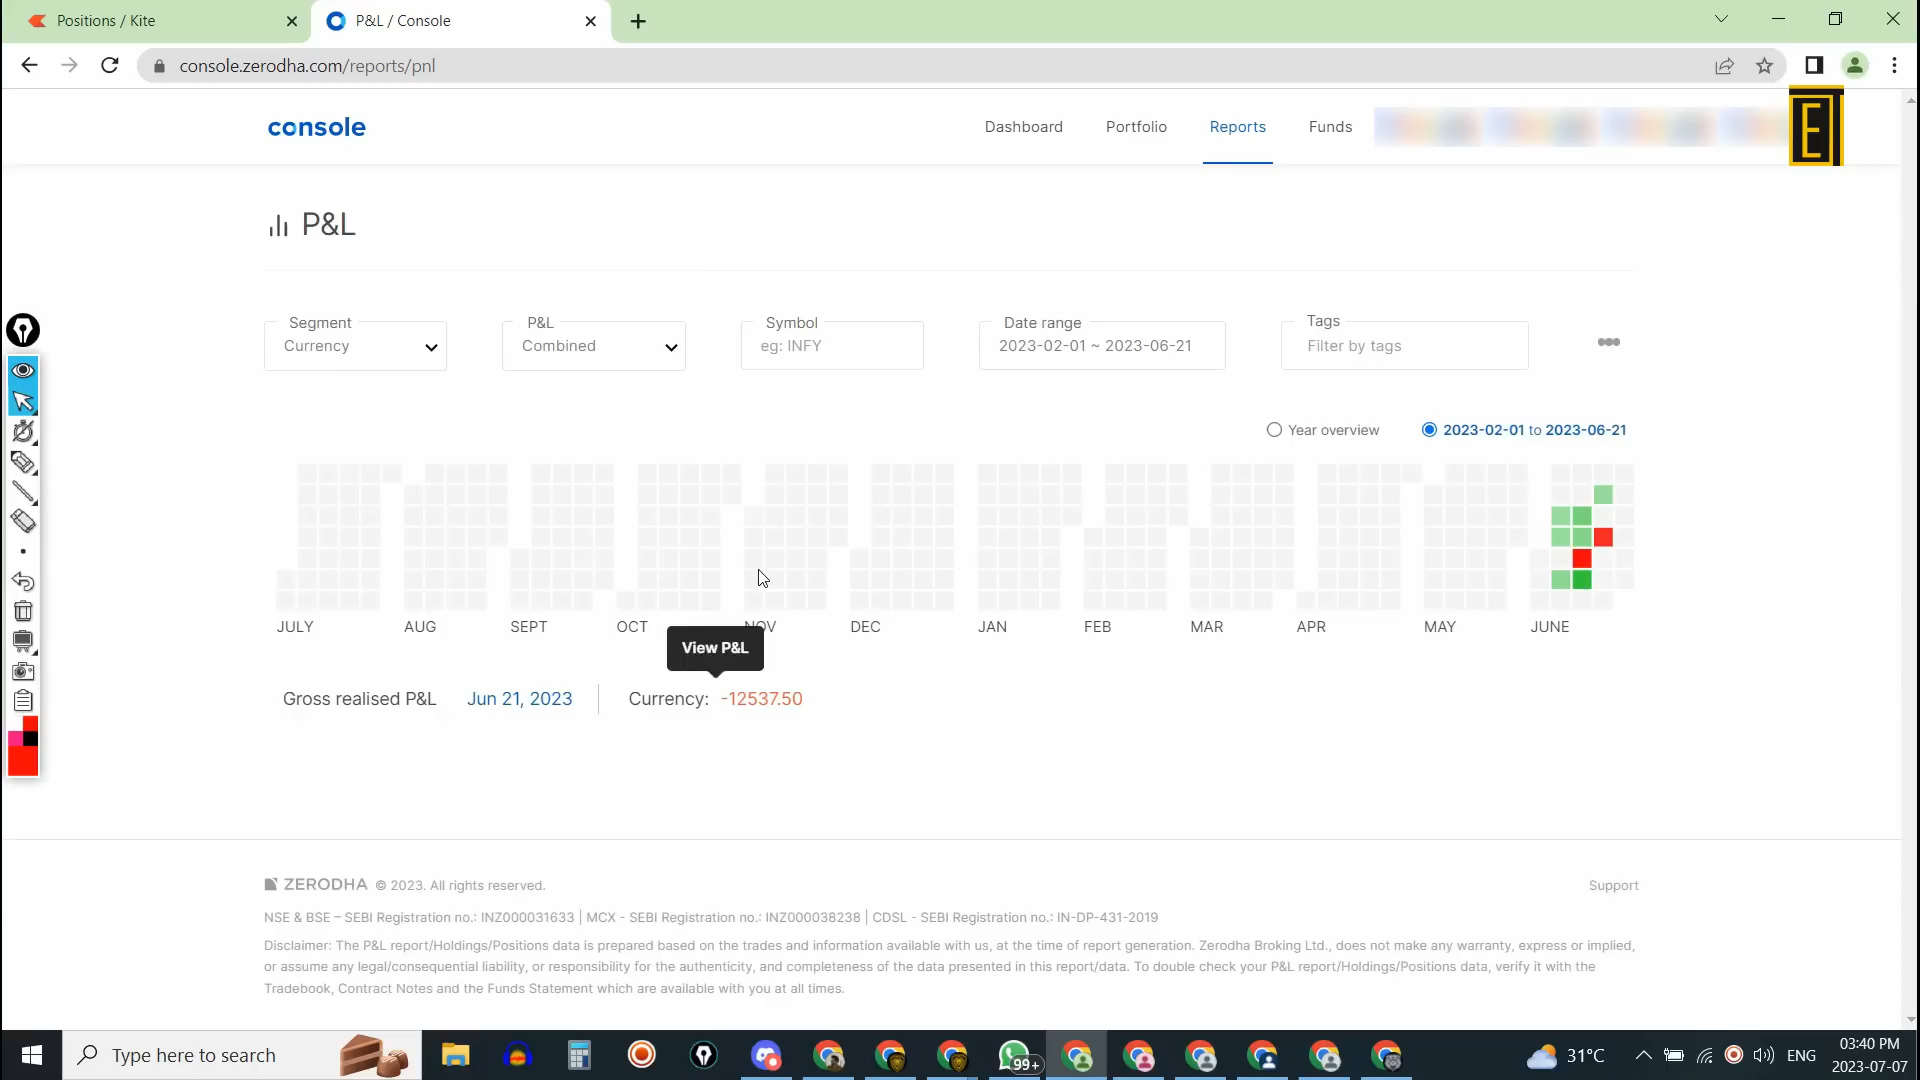 Positions / Kite
P&L / Console
console.zerodha.com/reports/pnl
console
Dashboard
Portfolio
Reports
Funds
E
P&L
Segment
Currency
P&L
Combined
Symbol
eg: INFY
Date range
2023-02-01 ~ 2023-06-21
Tags
Filter by tags
Year overview
2023-02-01 to 2023-06-21
JULY AUG SEPT OCT NOV DEC JAN FEB MAR APR MAY JUNE
View P&L
Gross realised P&L Jun 21, 2023 Currency: -12537.50
ZERODHA © 2023. All rights reserved.
Support
NSE & BSE – SEBI Registration no.: INZ000031633 | MCX - SEBI Registration no.: INZ000038238 | CDSL - SEBI Registration no.: IN-DP-431-2019
Disclaimer: The P&L report/Holdings/Positions data is prepared based on the trades and information available with us, at the time of report generation. Zerodha Broking Ltd., does not make any warranty, express or implied,
or assume any legal/consequential liability, or responsibility for the authenticity, and completeness of the data presented in this report/data. To double check your P&L report/Holdings/Positions data, verify it with the
Tradebook, Contract Notes and the Funds Statement which are available with you at all times.
Type here to search
99+
31°C
ENG
03:40 PM
2023-07-07